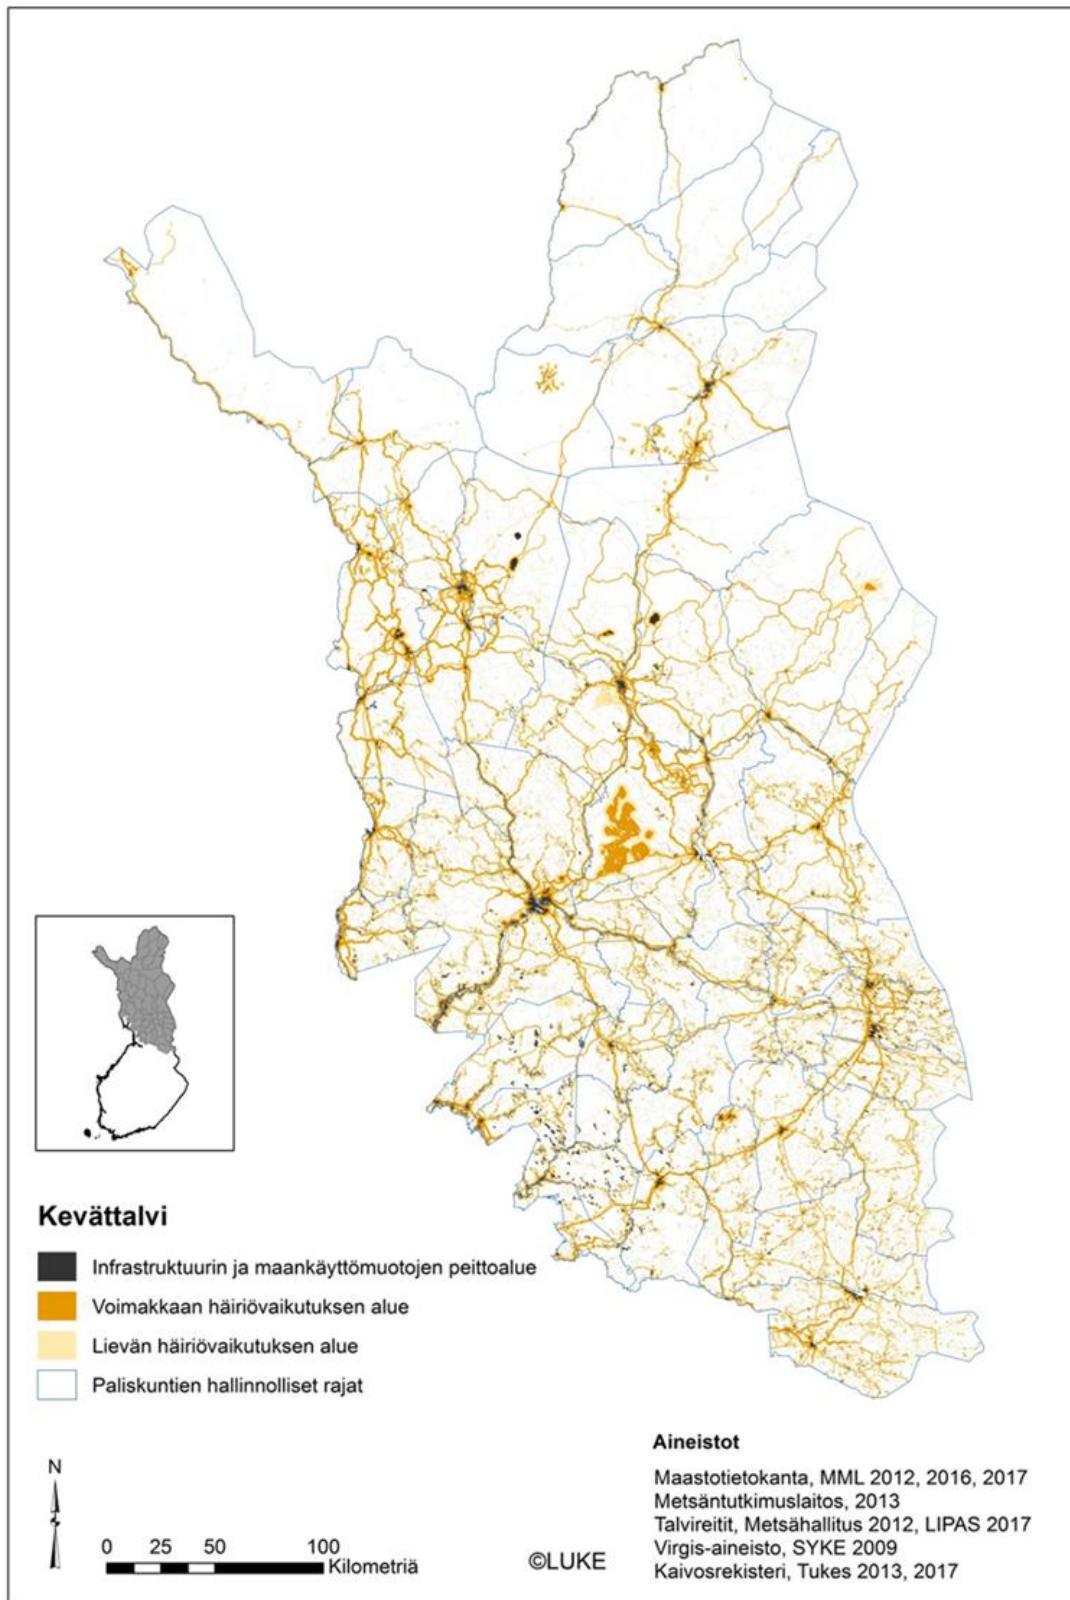 Kevättalvi
Infrastruktuurin ja maankäyttömuotojen peittoalue
Voimakkaan häiriövaikutuksen alue
Lievän häiriövaikutuksen alue
Paliskuntien hallinnolliset rajat
N
0 25 50 100
Kilometriä
©LUKE
Aineistot
Maastotietokanta, MML 2012, 2016, 2017
Metsäntutkimuslaitos, 2013
Talvireitit, Metsähallitus 2012, LIPAS 2017
Virgis-aineisto, SYKE 2009
Kaivosrekisteri, Tukes 2013, 2017